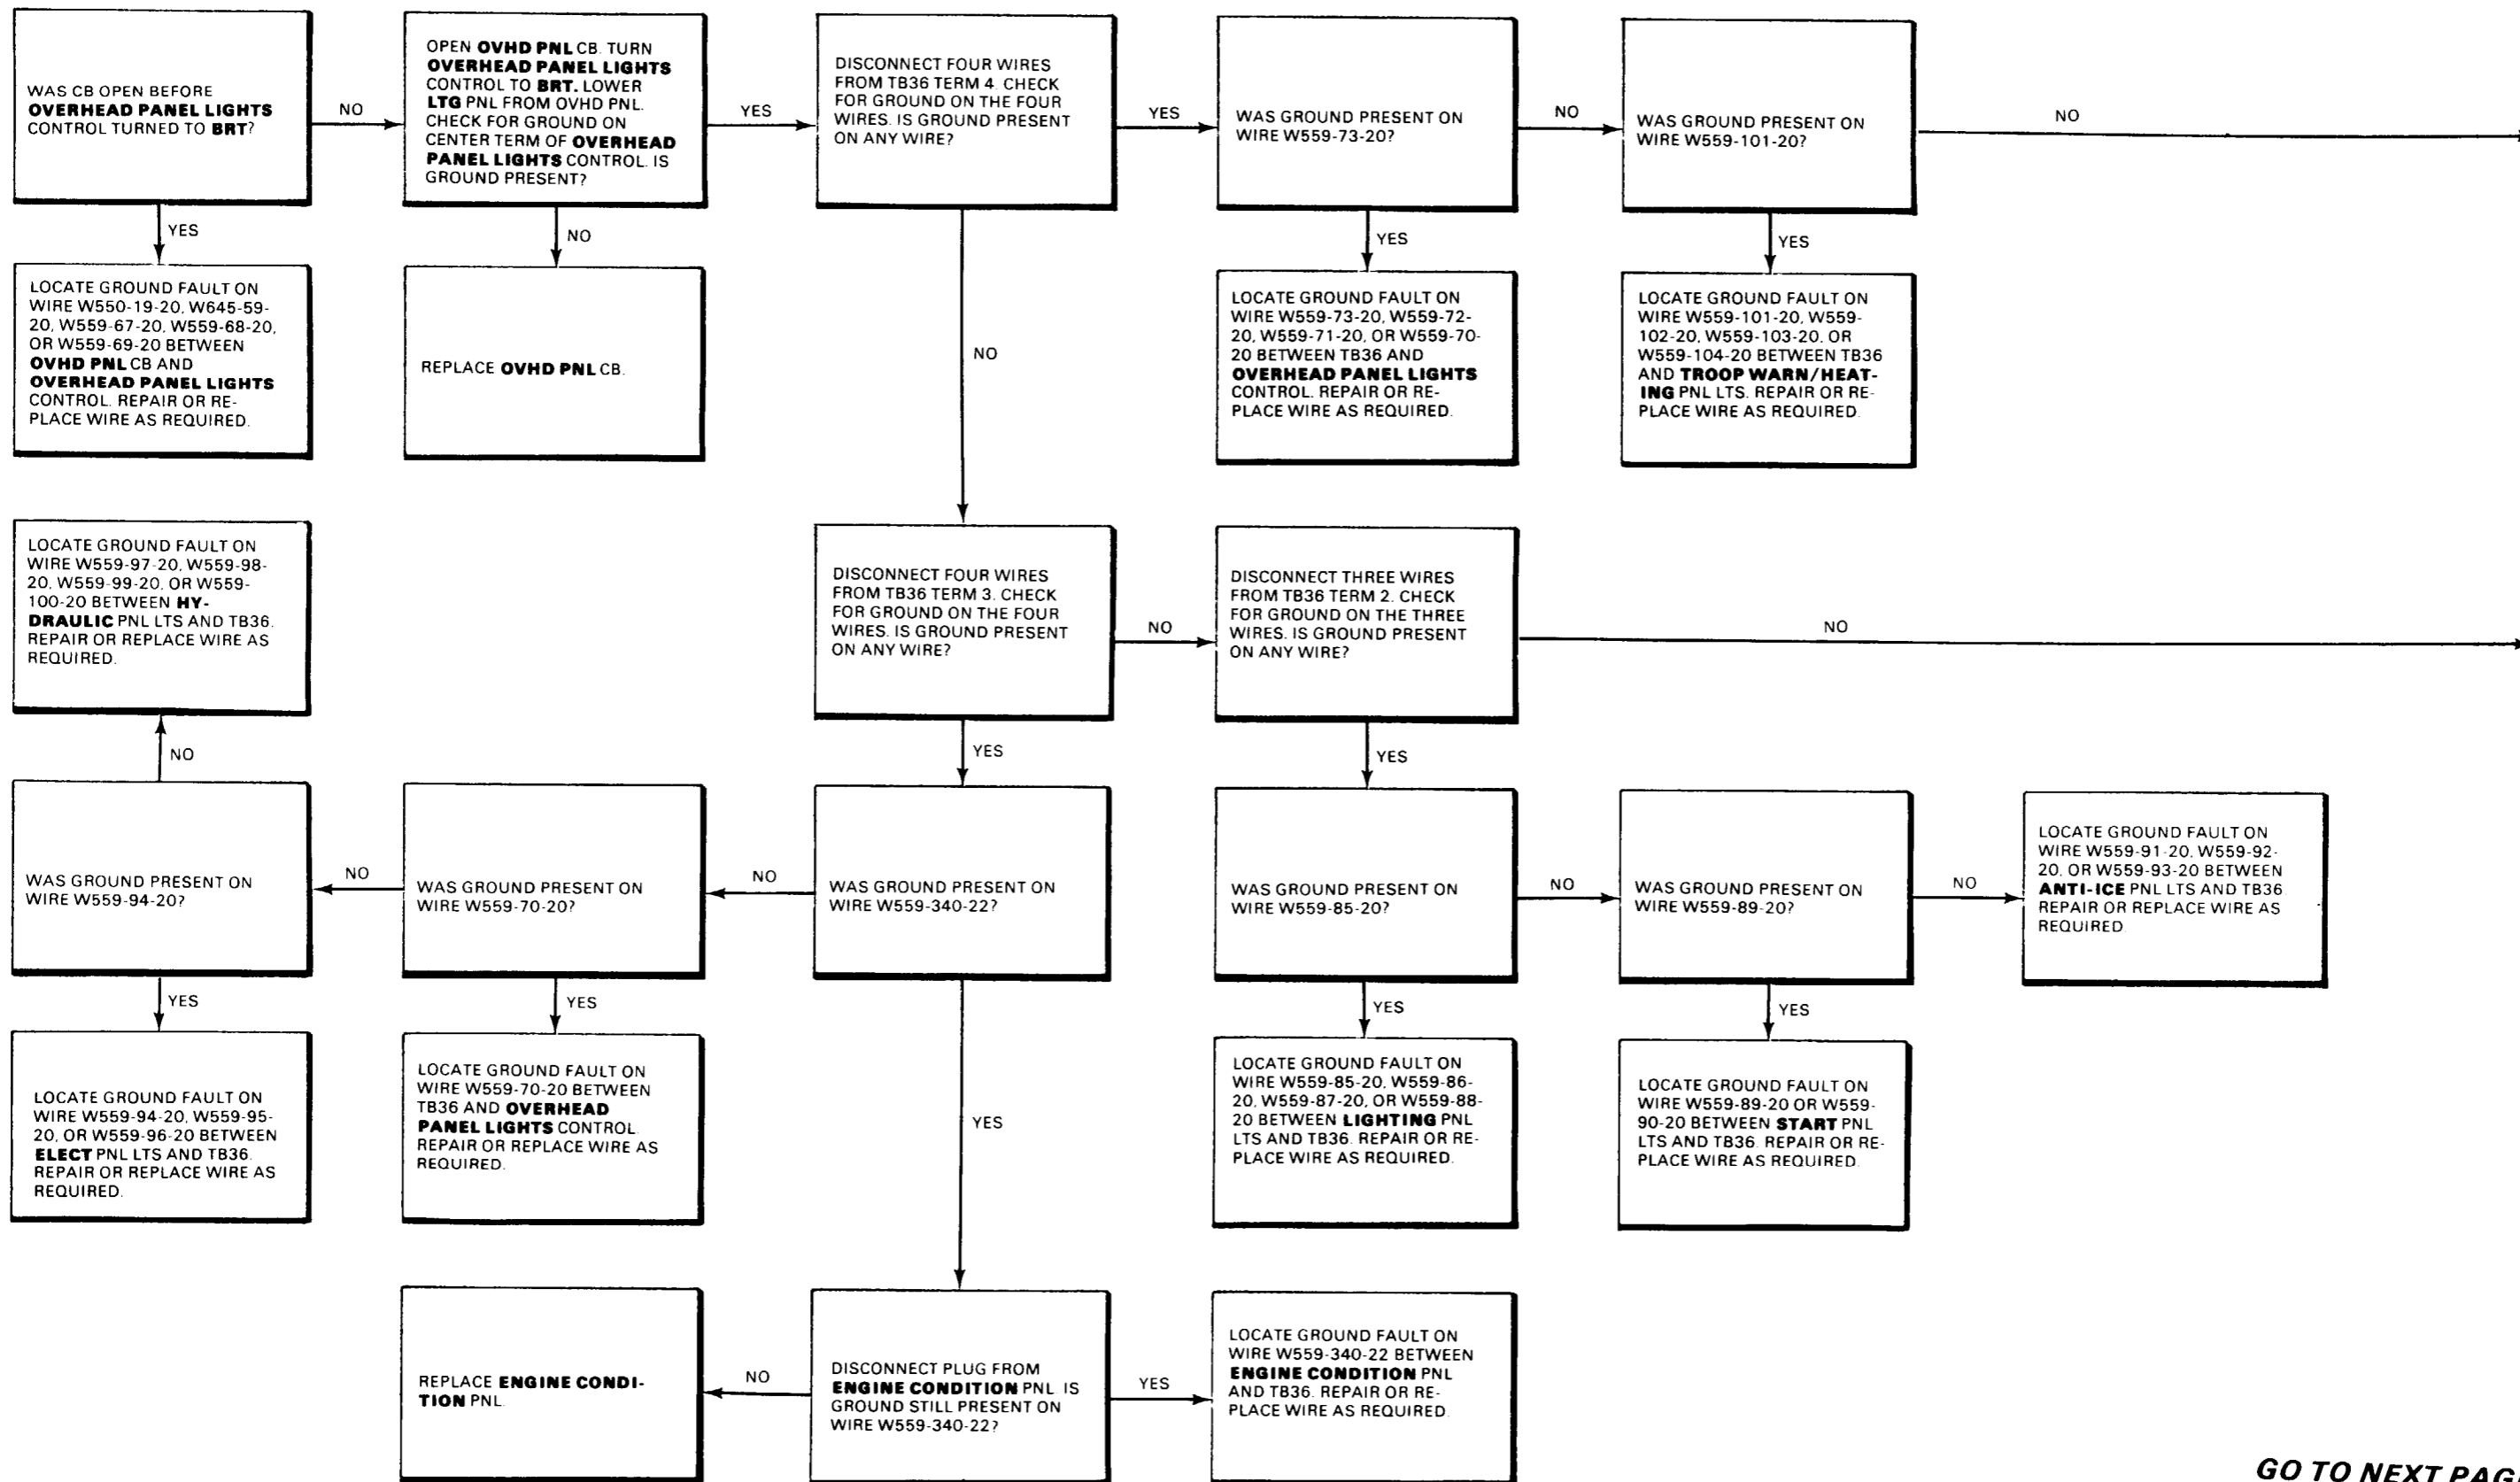 WAS CB OPEN BEFORE
OVERHEAD PANEL LIGHTS
CONTROL TURNED TO BRT?
NO
YES
OPEN OVHD PNL CB. TURN
OVERHEAD PANEL LIGHTS
CONTROL TO BRT. LOWER
LTG PNL FROM OVHD PNL.
CHECK FOR GROUND ON
CENTER TERM OF OVERHEAD
PANEL LIGHTS CONTROL. IS
GROUND PRESENT?
YES
NO
DISCONNECT FOUR WIRES
FROM TB36 TERM 4. CHECK
FOR GROUND ON THE FOUR
WIRES. IS GROUND PRESENT
ON ANY WIRE?
YES
NO
WAS GROUND PRESENT ON
WIRE W559-73-20?
NO
YES
WAS GROUND PRESENT ON
WIRE W559-101-20?
NO
YES
LOCATE GROUND FAULT ON
WIRE W550-19-20, W645-59-
20, W559-67-20, W559-68-20,
OR W559-69-20 BETWEEN
OVHD PNL CB AND
OVERHEAD PANEL LIGHTS
CONTROL. REPAIR OR RE-
PLACE WIRE AS REQUIRED.
REPLACE OVHD PNL CB.
LOCATE GROUND FAULT ON
WIRE W559-73-20, W559-72-
20, W559-71-20, OR W559-70-
20 BETWEEN TB36 AND
OVERHEAD PANEL LIGHTS
CONTROL. REPAIR OR RE-
PLACE WIRE AS REQUIRED.
LOCATE GROUND FAULT ON
WIRE W559-101-20, W559-
102-20, W559-103-20, OR
W559-104-20 BETWEEN TB36
AND TROOP WARN/HEAT-
ING PNL LTS. REPAIR OR RE-
PLACE WIRE AS REQUIRED.
LOCATE GROUND FAULT ON
WIRE W559-97-20, W559-98-
20, W559-99-20, OR W559-
100-20 BETWEEN HY-
DRAULIC PNL LTS AND TB36.
REPAIR OR REPLACE WIRE AS
REQUIRED.
NO
DISCONNECT FOUR WIRES
FROM TB36 TERM 3. CHECK
FOR GROUND ON THE FOUR
WIRES. IS GROUND PRESENT
ON ANY WIRE?
NO
YES
DISCONNECT THREE WIRES
FROM TB36 TERM 2. CHECK
FOR GROUND ON THE THREE
WIRES. IS GROUND PRESENT
ON ANY WIRE?
NO
YES
WAS GROUND PRESENT ON
WIRE W559-94-20?
YES
NO
WAS GROUND PRESENT ON
WIRE W559-70-20?
YES
NO
WAS GROUND PRESENT ON
WIRE W559-340-22?
YES
WAS GROUND PRESENT ON
WIRE W559-85-20?
NO
YES
WAS GROUND PRESENT ON
WIRE W559-89-20?
NO
YES
LOCATE GROUND FAULT ON
WIRE W559-91-20, W559-92-
20, OR W559-93-20 BETWEEN
ANTI-ICE PNL LTS AND TB36.
REPAIR OR REPLACE WIRE AS
REQUIRED
LOCATE GROUND FAULT ON
WIRE W559-94-20, W559-95-
20, OR W559-96-20 BETWEEN
ELECT PNL LTS AND TB36.
REPAIR OR REPLACE WIRE AS
REQUIRED.
LOCATE GROUND FAULT ON
WIRE W559-70-20 BETWEEN
TB36 AND OVERHEAD
PANEL LIGHTS CONTROL.
REPAIR OR REPLACE WIRE AS
REQUIRED.
LOCATE GROUND FAULT ON
WIRE W559-85-20, W559-86-
20, W559-87-20, OR W559-88-
20 BETWEEN LIGHTING PNL
LTS AND TB36. REPAIR OR RE-
PLACE WIRE AS REQUIRED.
LOCATE GROUND FAULT ON
WIRE W559-89-20 OR W559-
90-20 BETWEEN START PNL
LTS AND TB36. REPAIR OR RE-
PLACE WIRE AS REQUIRED.
REPLACE ENGINE CONDI-
TION PNL.
NO
DISCONNECT PLUG FROM
ENGINE CONDITION PNL. IS
GROUND STILL PRESENT ON
WIRE W559-340-22?
YES
LOCATE GROUND FAULT ON
WIRE W559-340-22 BETWEEN
ENGINE CONDITION PNL
AND TB36. REPAIR OR RE-
PLACE WIRE AS REQUIRED.
GO TO NEXT PAG